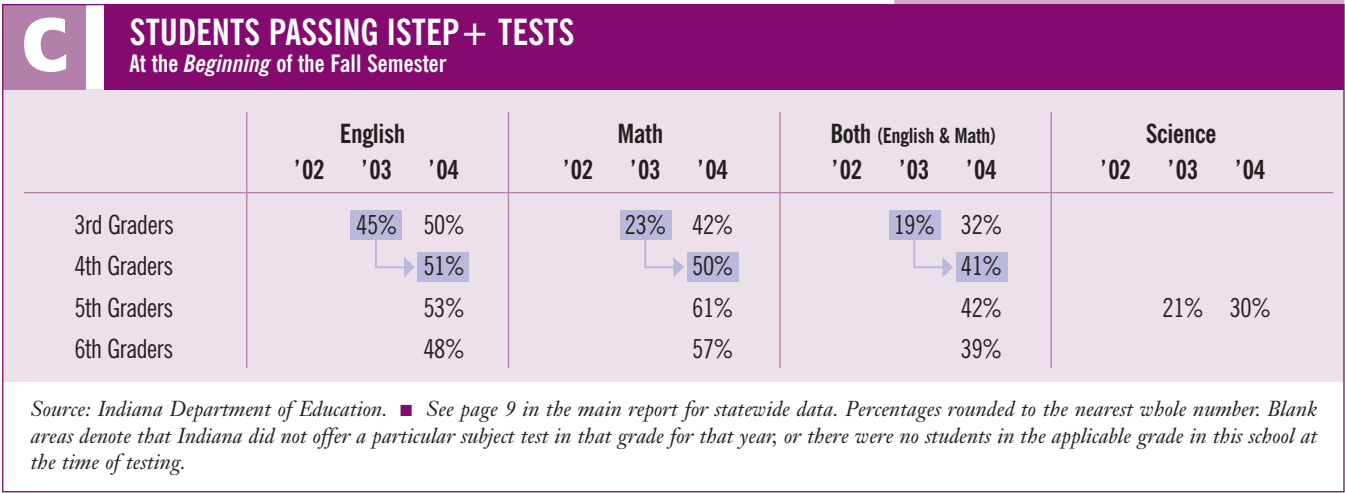 C
STUDENTS PASSING ISTEP+ TESTS
At the Beginning of the Fall Semester
English Math Both (English & Math) Science
’02 ’03 ’04 ’02 ’03 ’04 ’02 ’03 ’04 ’02 ’03 ’04
3rd Graders 45% 50% 23% 42% 19% 32%
4th Graders 51% 50% 41%
5th Graders 53% 61% 42% 21% 30%
6th Graders 48% 57% 39%
Source: Indiana Department of Education. ■ See page 9 in the main report for statewide data. Percentages rounded to the nearest whole number. Blank
areas denote that Indiana did not offer a particular subject test in that grade for that year, or there were no students in the applicable grade in this school at
the time of testing.